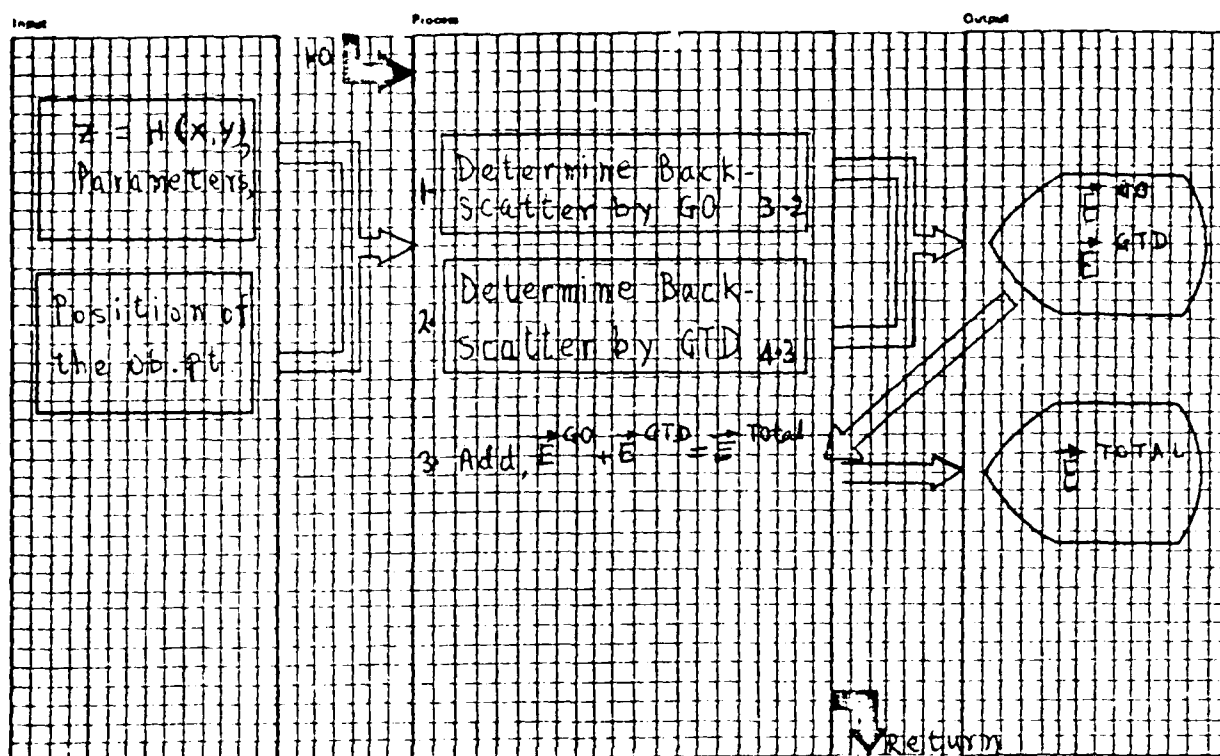 Input
Process
Output
Z = H(X,Y),
Parameters,
Position of
the ob.pt.
1. Determine Back-
scatter by GO 3.2
2. Determine Back-
scatter by GTD 4.3
3. Add, E^GO + E^GTD = E^Total
E GO
E GTD
E TOTAL
Return